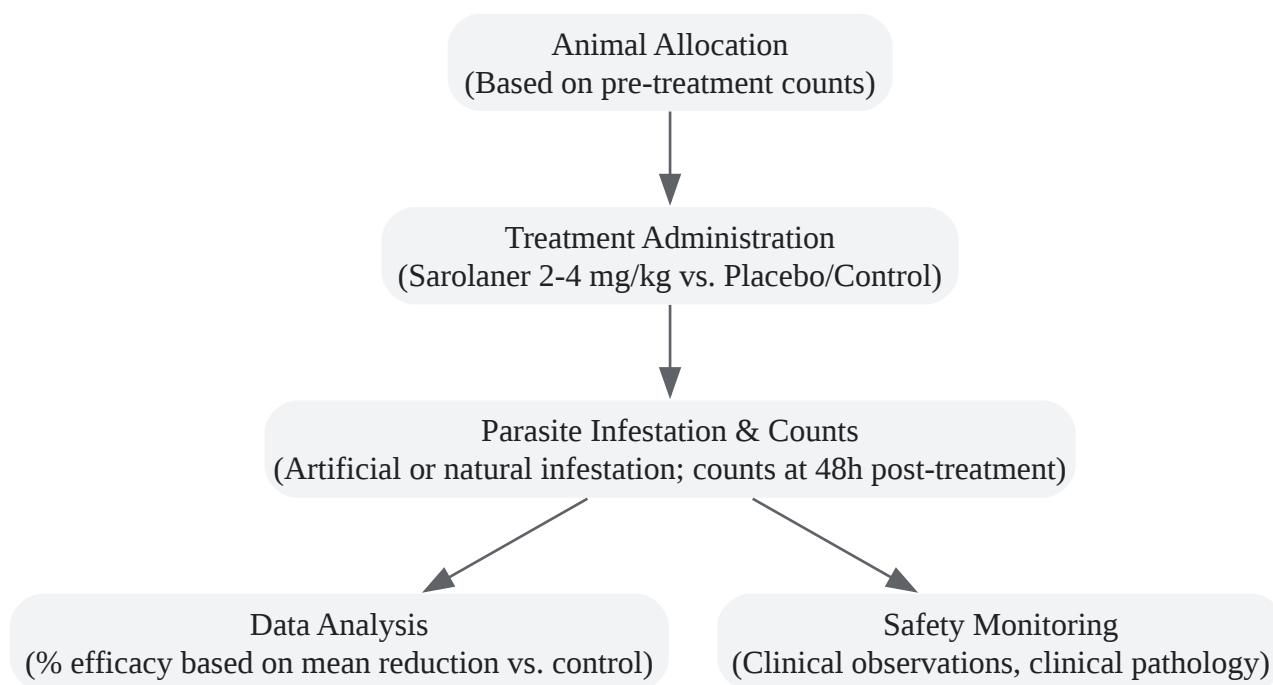 Animal Allocation
(Based on pre-treatment counts)
Treatment Administration
(Sarolaner 2-4 mg/kg vs. Placebo/Control)
Parasite Infestation & Counts
(Artificial or natural infestation; counts at 48h post-treatment)
Data Analysis
(% efficacy based on mean reduction vs. control)
Safety Monitoring
(Clinical observations, clinical pathology)